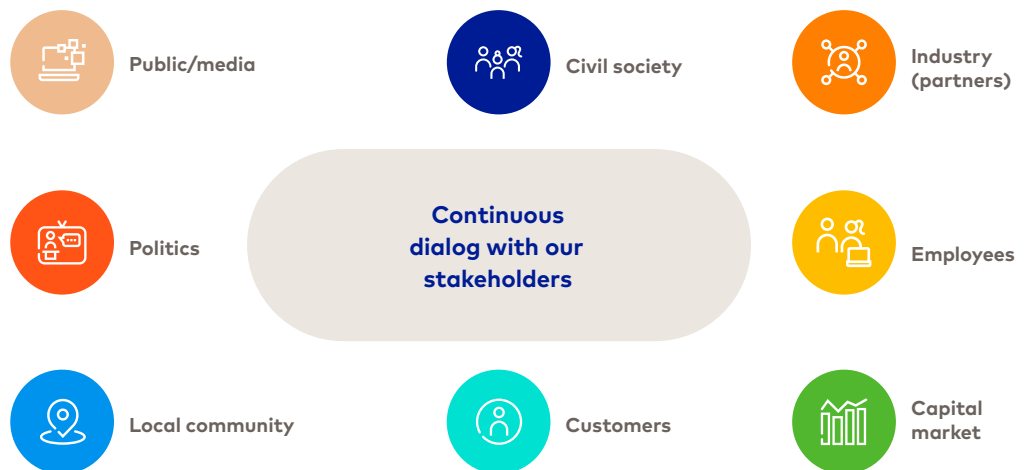 Public/media
Civil society
Industry
(partners)
Continuous
dialog with our
stakeholders
Politics
Employees
Local community
Customers
Capital
market